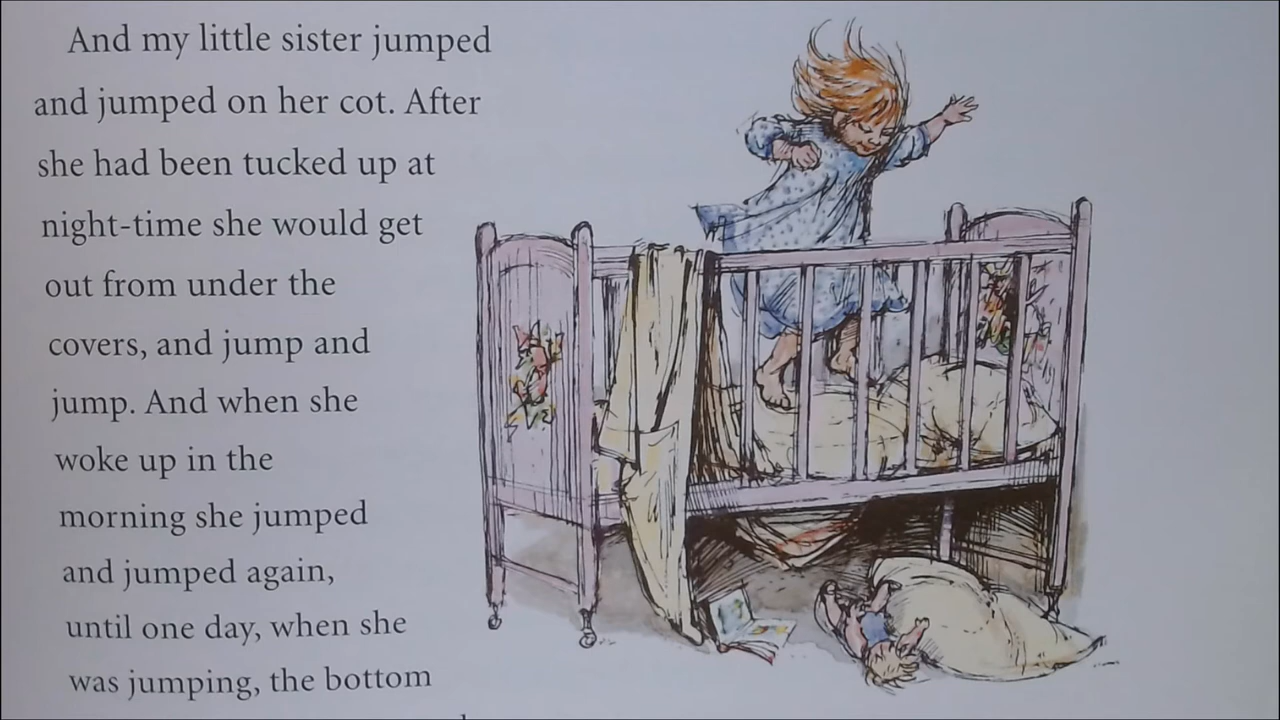 And my little sister jumped
and jumped on her cot. After
she had been tucked up at
night-time she would get
out from under the
covers, and jump and
jump. And when she
woke up in the
morning she jumped
and jumped again,
until one day, when she
was jumping, the bottom